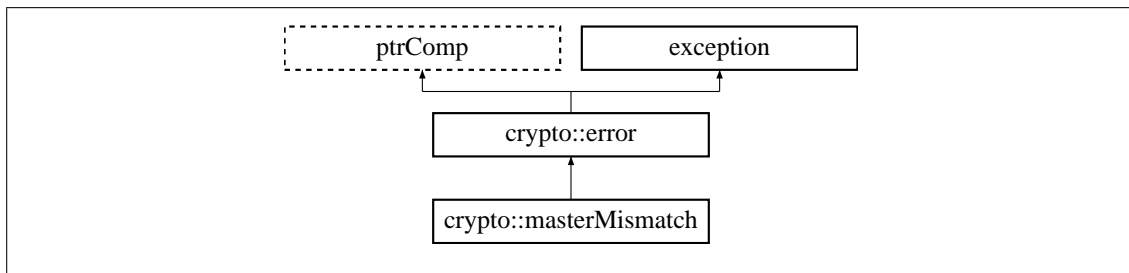 ptrComp
exception
crypto::error
crypto::masterMismatch